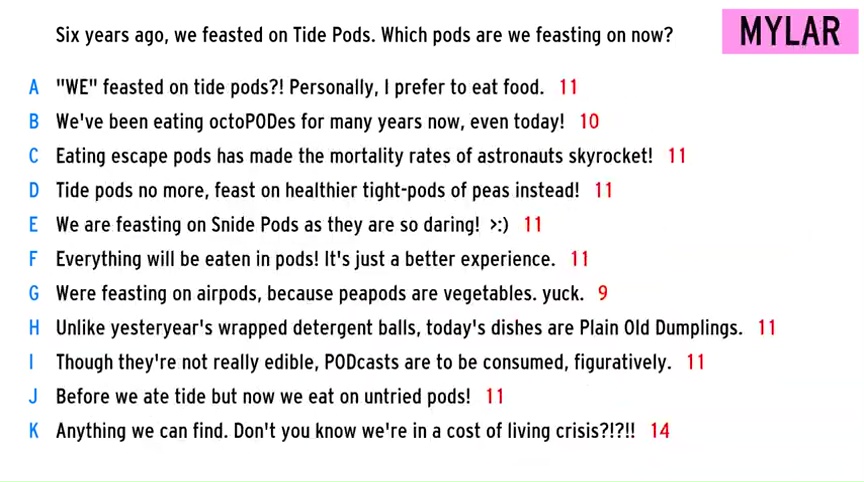 Six years ago, we feasted on Tide Pods. Which pods are we feasting on now?
MYLAR
A "WE" feasted on tide pods?! Personally, I prefer to eat food. 11
B We've been eating octoPODes for many years now, even today! 10
C Eating escape pods has made the mortality rates of astronauts skyrocket! 11
D Tide pods no more, feast on healthier tight-pods of peas instead! 11
E We are feasting on Snide Pods as they are so daring! >:) 11
F Everything will be eaten in pods! It's just a better experience. 11
G Were feasting on airpods, because peapods are vegetables. yuck. 9
H Unlike yesteryear's wrapped detergent balls, today's dishes are Plain Old Dumplings. 11
I Though they're not really edible, PODcasts are to be consumed, figuratively. 11
J Before we ate tide but now we eat on untried pods! 11
K Anything we can find. Don't you know we're in a cost of living crisis?!?!! 14